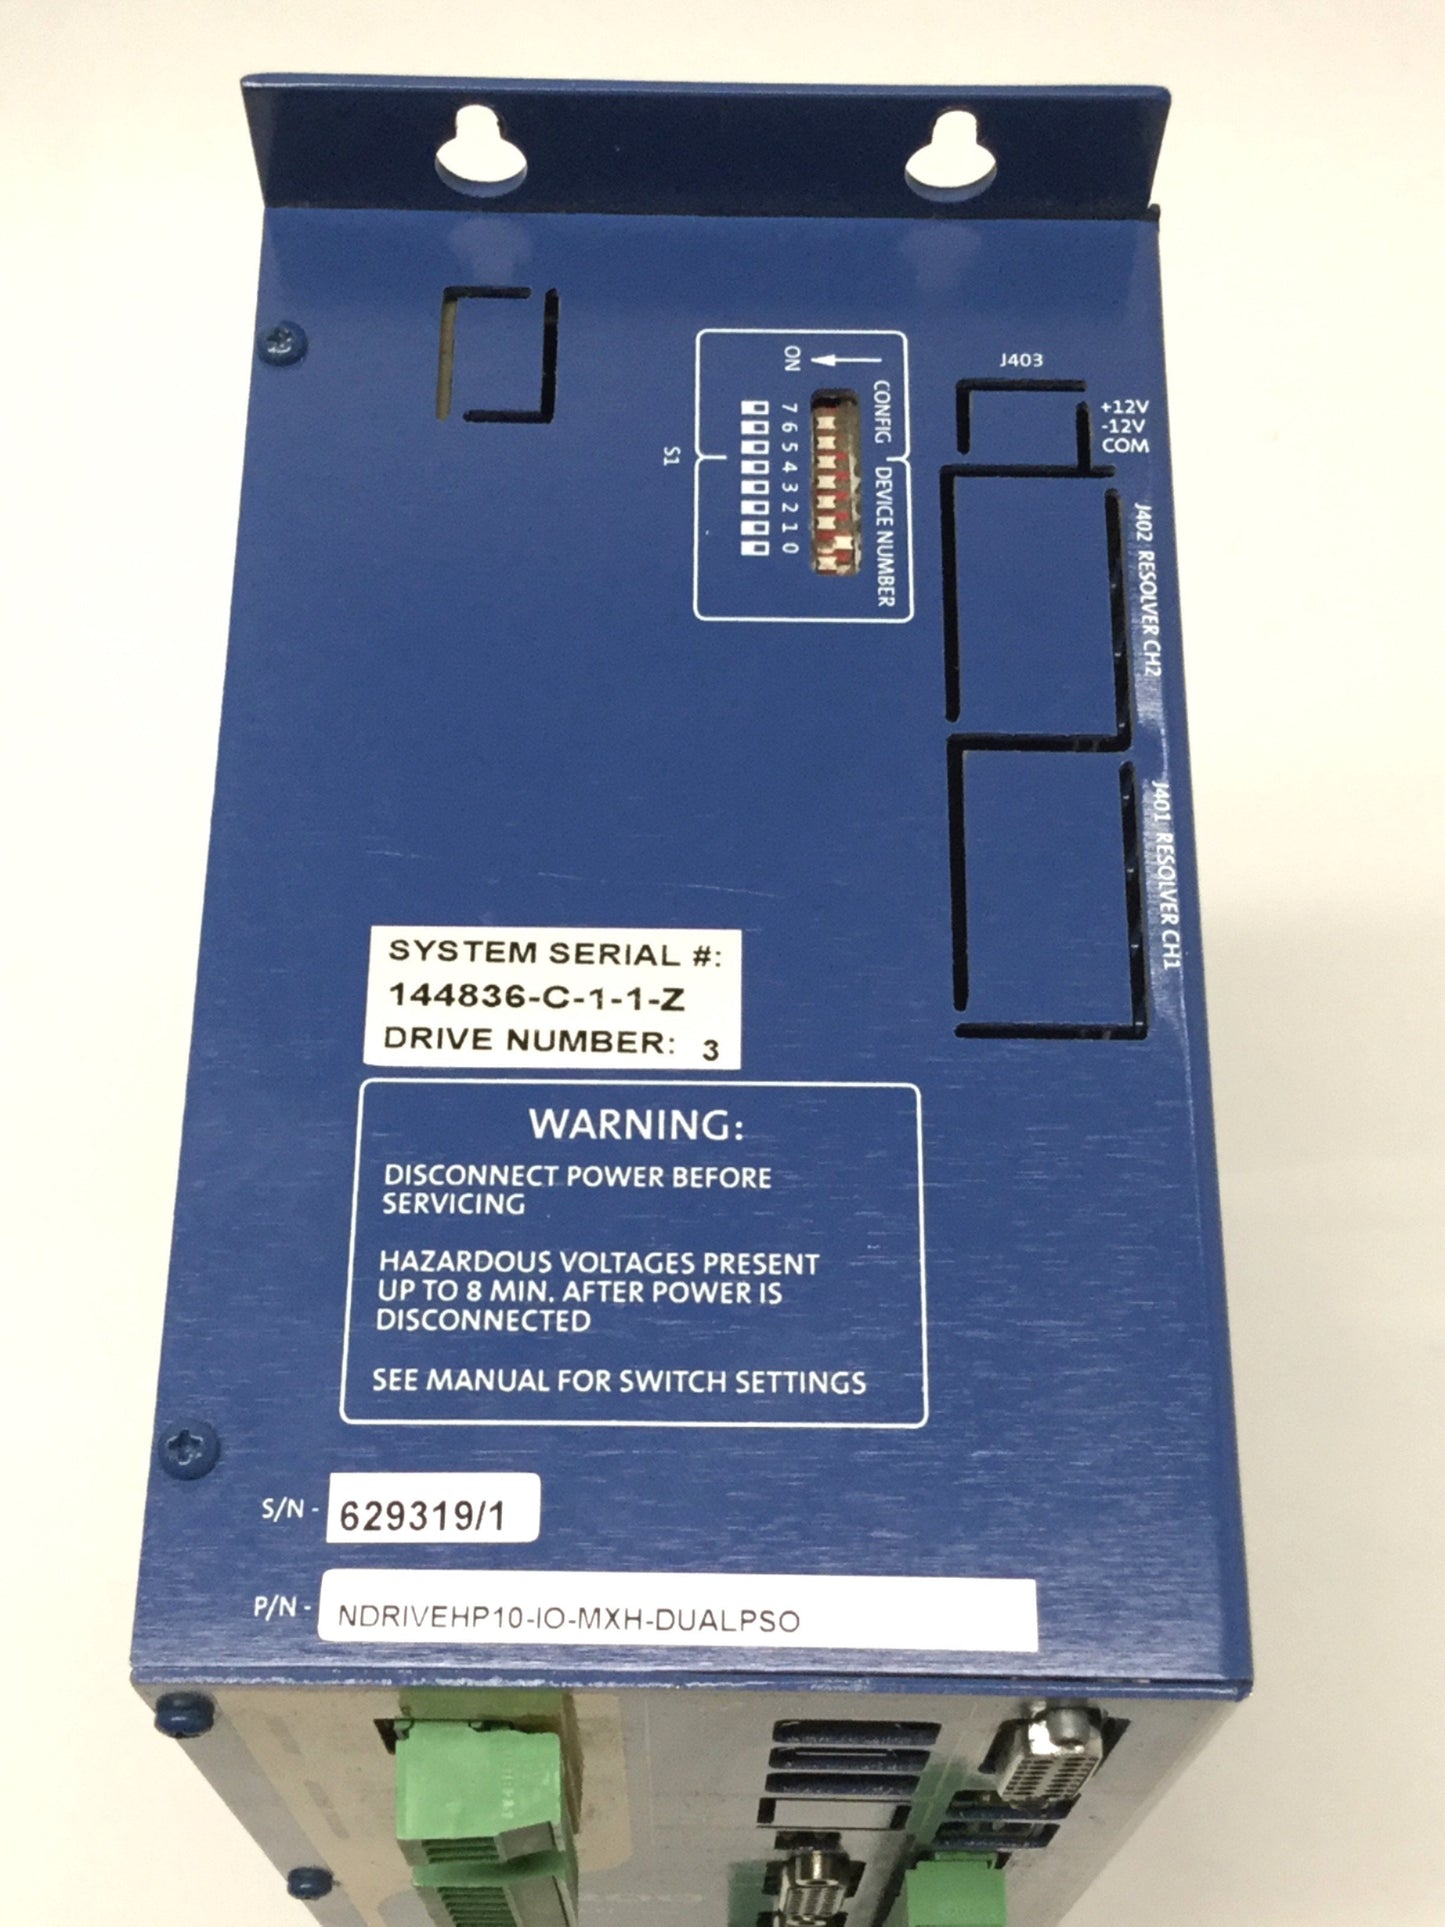 J403
+12V
-12V
COM
ON
CONFIG
DEVICE NUMBER
7 6 5 4 3 2 1 0
S1
J402 RESOLVER CH2
J401 RESOLVER CH1
SYSTEM SERIAL #:
144836-C-1-1-Z
DRIVE NUMBER: 3
WARNING:
DISCONNECT POWER BEFORE
SERVICING
HAZARDOUS VOLTAGES PRESENT
UP TO 8 MIN. AFTER POWER IS
DISCONNECTED
SEE MANUAL FOR SWITCH SETTINGS
S/N - 629319/1
P/N - NDRIVEHP10-IO-MXH-DUALPSO